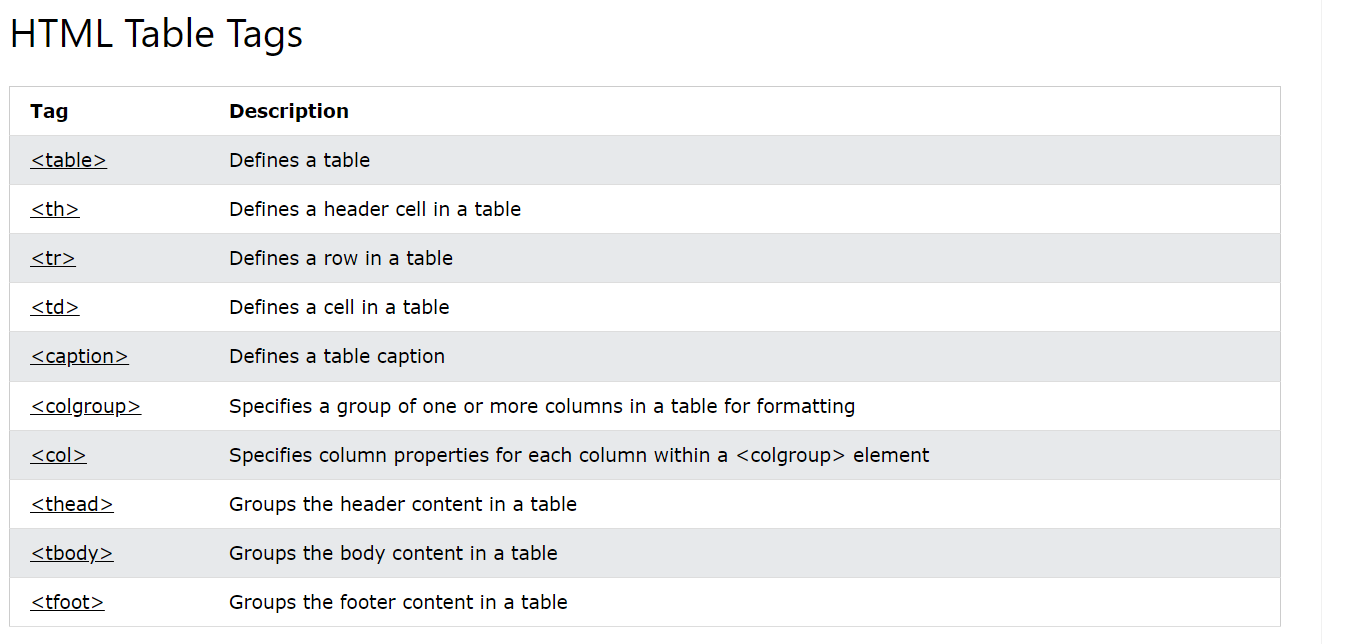 HTML Table Tags
Tag Description
<table> Defines a table
<th> Defines a header cell in a table
<tr> Defines a row in a table
<td> Defines a cell in a table
<caption> Defines a table caption
<colgroup> Specifies a group of one or more columns in a table for formatting
<col> Specifies column properties for each column within a <colgroup> element
<thead> Groups the header content in a table
<tbody> Groups the body content in a table
<tfoot> Groups the footer content in a table